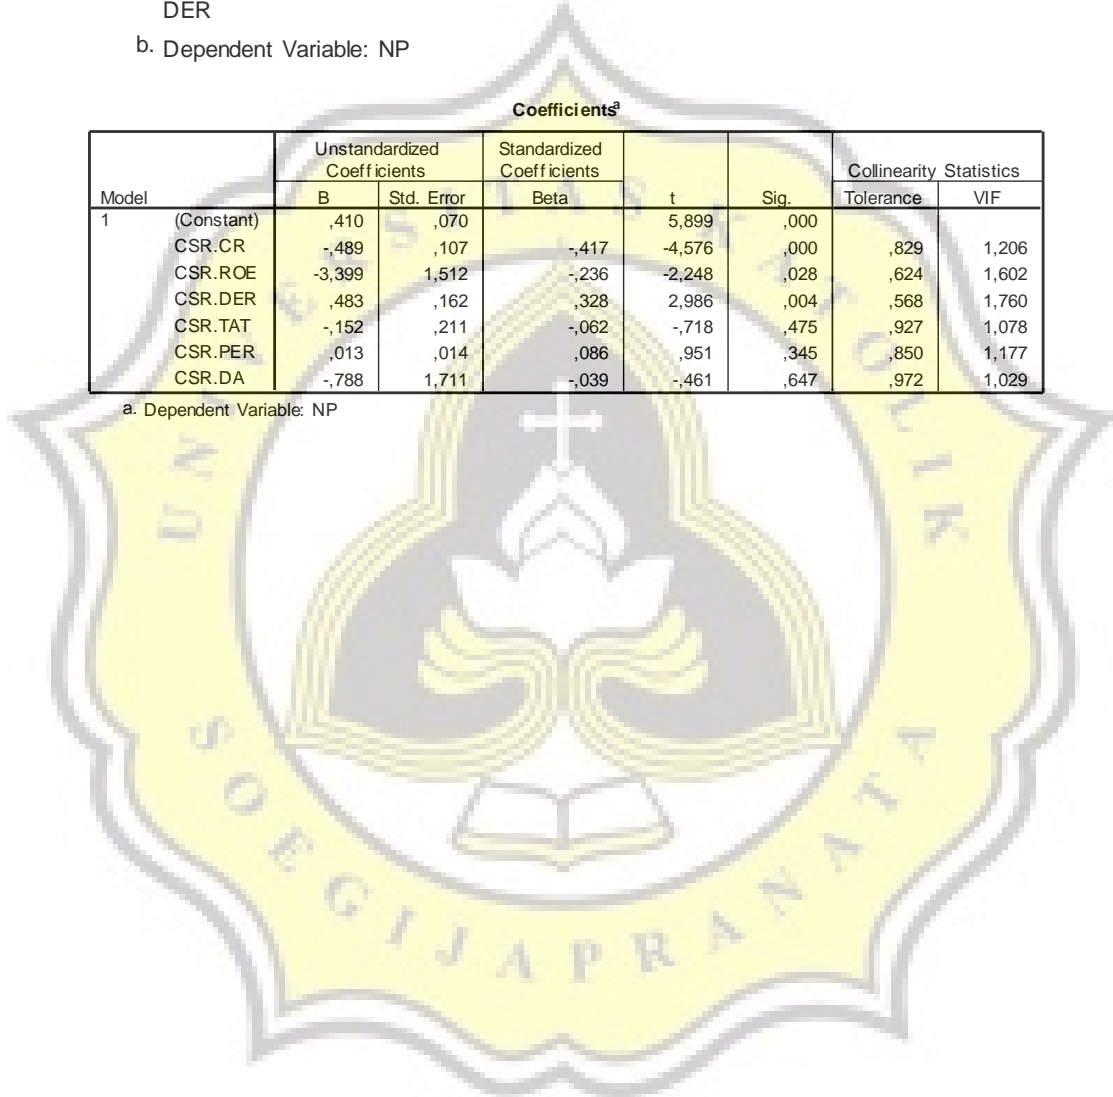 DER
b. Dependent Variable: NP
Coefficientsa
Unstandardized Coefficients Standardized Coefficients Collinearity Statistics
Model B Std. Error Beta t Sig. Tolerance VIF
1 (Constant) ,410 ,070 5,899 ,000
CSR.CR -,489 ,107 -,417 -4,576 ,000 ,829 1,206
CSR.ROE -3,399 1,512 -,236 -2,248 ,028 ,624 1,602
CSR.DER ,483 ,162 ,328 2,986 ,004 ,568 1,760
CSR.TAT -,152 ,211 -,062 -,718 ,475 ,927 1,078
CSR.PER ,013 ,014 ,086 ,951 ,345 ,850 1,177
CSR.DA -,788 1,711 -,039 -,461 ,647 ,972 1,029
a. Dependent Variable: NP
UNIVERSITAS KATOLIK
SOEGIJAPRANATA